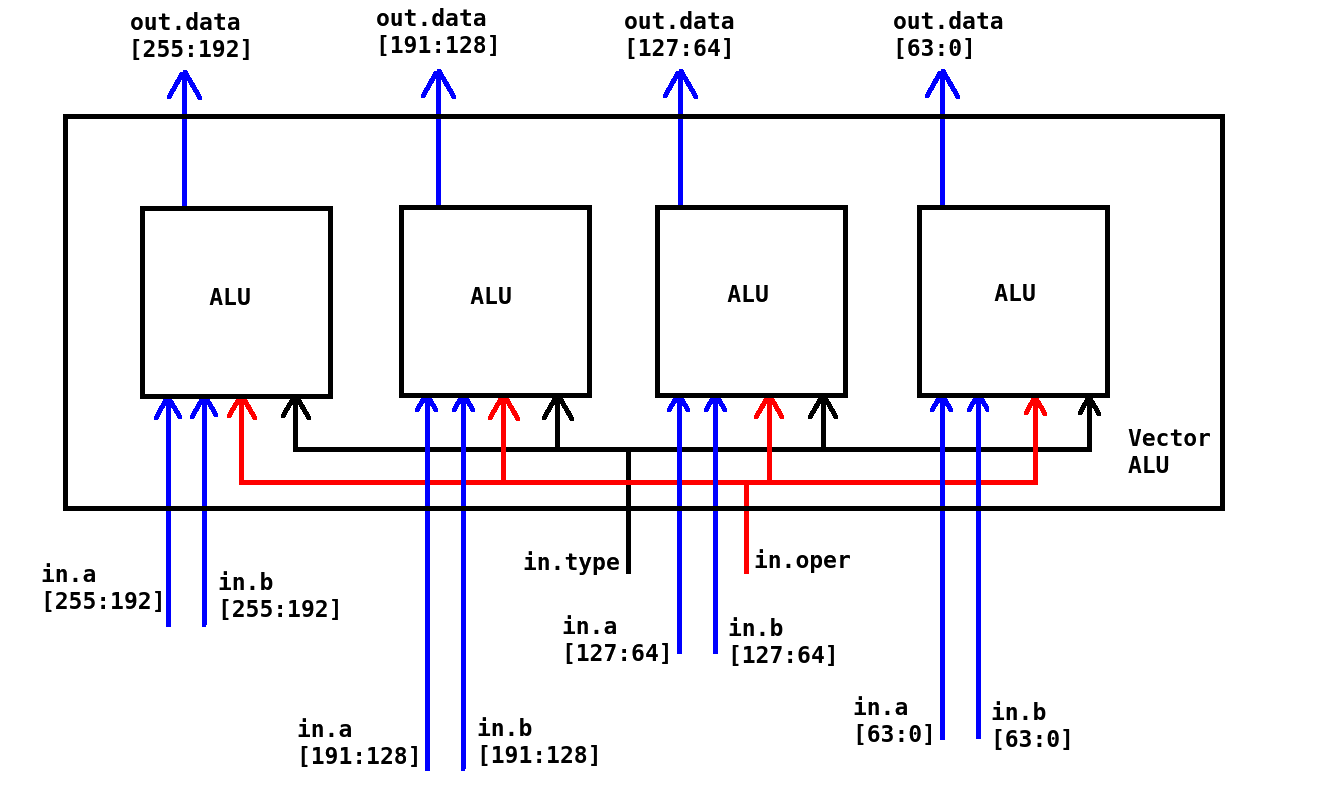 out.data
[255:192]
out.data
[191:128]
out.data
[127:64]
out.data
[63:0]
ALU
ALU
ALU
ALU
Vector
ALU
in.a
[255:192]
in.b
[255:192]
in.type
in.oper
in.a
[127:64]
in.b
[127:64]
in.a
[191:128]
in.b
[191:128]
in.a
[63:0]
in.b
[63:0]